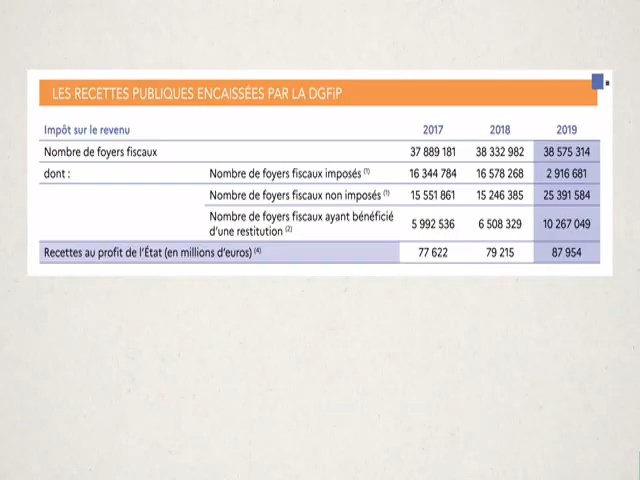 LES RECETTES PUBLIQUES ENCAISSÉES PAR LA DGFiP
Impôt sur le revenu 2017 2018 2019
Nombre de foyers fiscaux 37 889 181 38 332 982 38 575 314
dont : Nombre de foyers fiscaux imposés (1) 16 344 784 16 578 268 2 916 681
Nombre de foyers fiscaux non imposés (1) 15 551 861 15 246 385 25 391 584
Nombre de foyers fiscaux ayant bénéficié
d'une restitution (2) 5 992 536 6 508 329 10 267 049
Recettes au profit de l'État (en millions d'euros) (4) 77 622 79 215 87 954